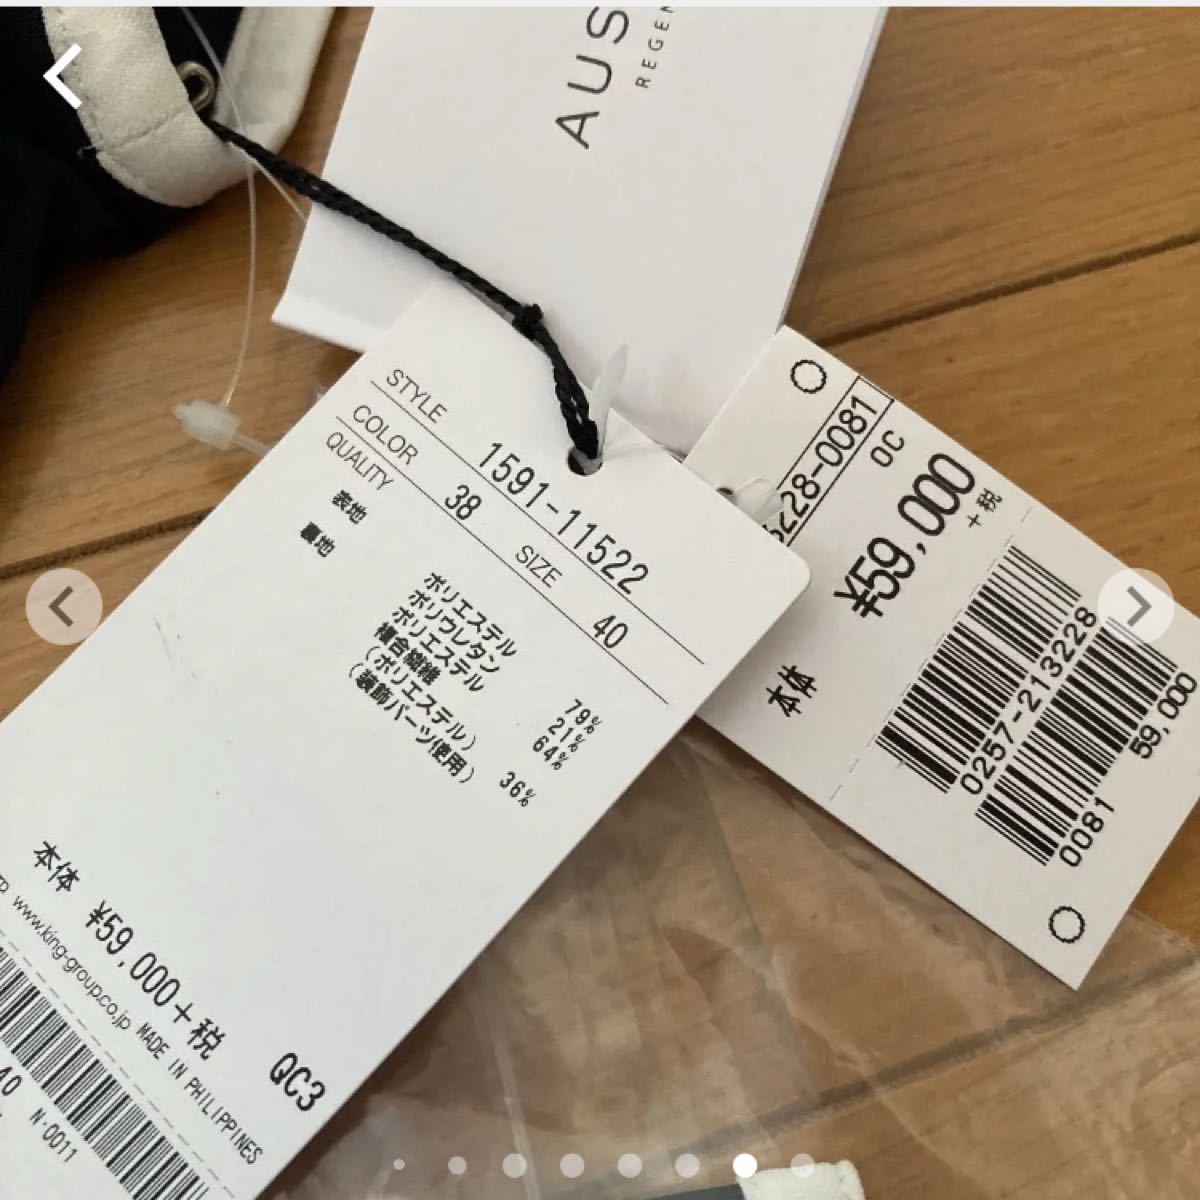 AUS
REGEN
STYLE 1591-11522
COLOR 38 SIZE 40
QUALITY
表地 ポリエステル 79%
ポリウレタン 21%
裏地 ポリエステル 64%
複合繊維
(ポリエステル) 36%
(装飾パーツ使用)
本体 ¥59,000+税
www.king-group.co.jp MADE IN PHILIPPINES
QC3
40
N·0011
228-0081
OC
¥59,000
+税
本体
0257-213228
59,000
0081